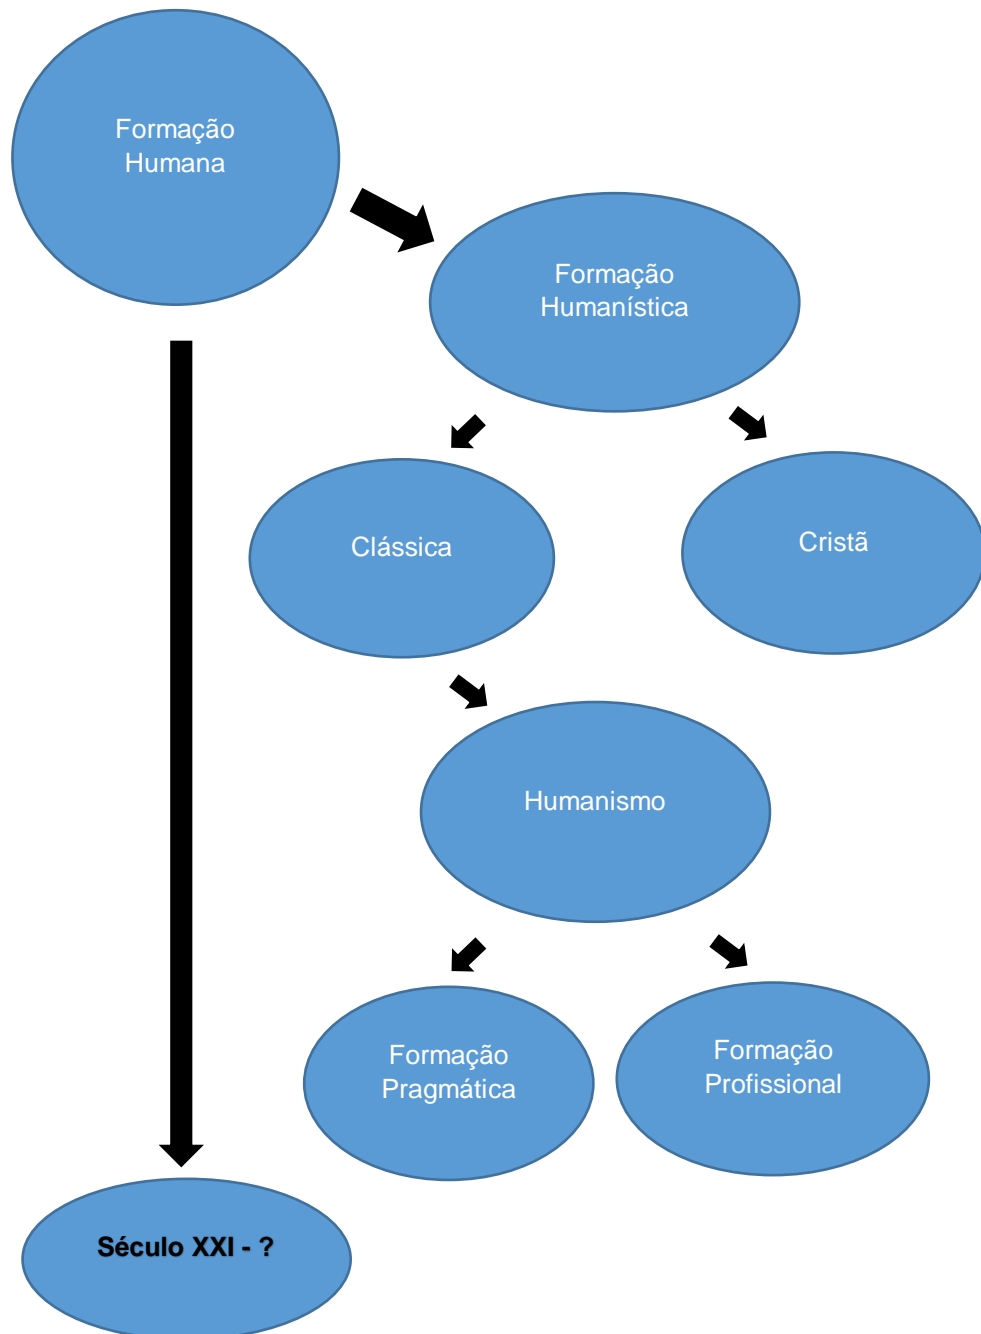 Formação
Humana
Formação
Humanística
Clássica
Cristã
Humanismo
Formação
Pragmática
Formação
Profissional
Século XXI - ?